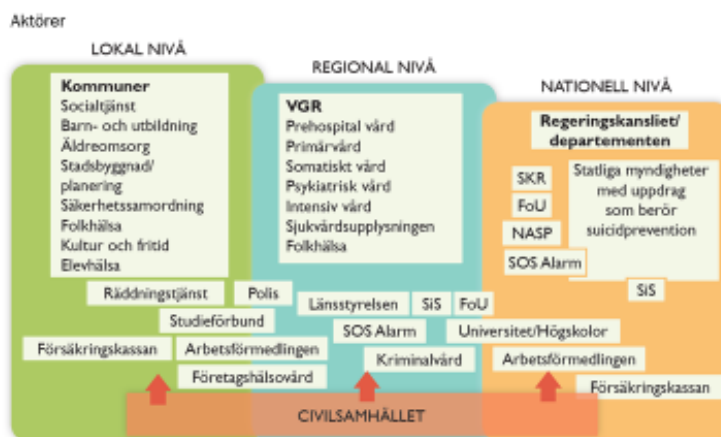 Aktörer
LOKAL NIVÅ
Kommuner
Socialtjänst
Barn- och utbildning
Äldreomsorg
Stadsbyggnad/
planering
Säkerhetssamordning
Folkhälsa
Kultur och fritid
Elevhälsa
REGIONAL NIVÅ
VGR
Prehospital vård
Primärvård
Somatiskt vård
Psykiatrisk vård
Intensiv vård
Sjukvårdsupplysningen
Folkhälsa
NATIONELL NIVÅ
Regeringskansliet/
departementen
SKR
FoU
NASP
SOS Alarm
Statliga myndigheter
med uppdrag
som berör
suicidprevention
SiS
Räddningstjänst
Polis
Studieförbund
Försäkringskassan
Arbetsförmedlingen
Företagshälsovård
Länsstyrelsen
SiS
FoU
SOS Alarm
Universitet/Högskolor
Kriminalvård
Arbetsförmedlingen
Försäkringskassan
CIVILSAMHÄLLET